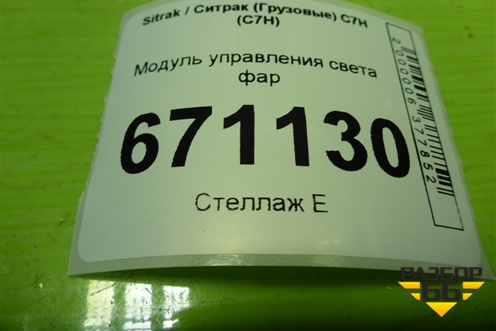 Sitrak / Ситрак (Грузовые) C7H
(C7H)
Модуль управления света
фар
671130
Стеллаж Е
2000006377852
РАЗБОР
66